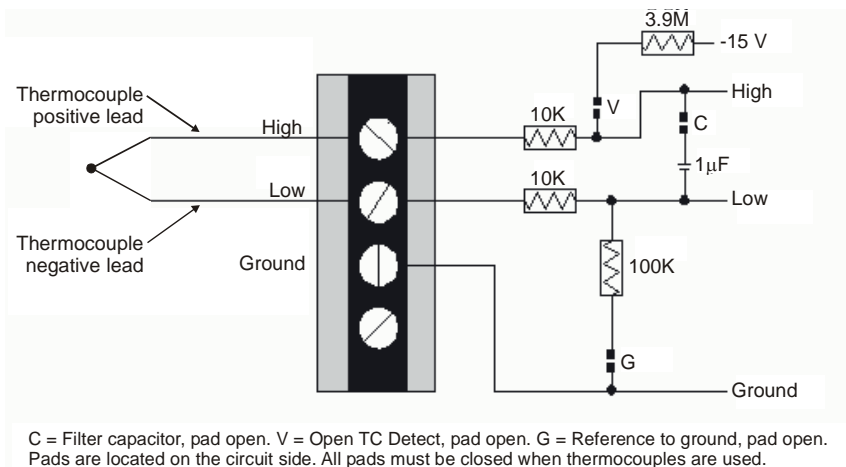 3.9M
-15 V
Thermocouple
positive lead
High
10K
V
High
C
1µF
Low
10K
Low
Thermocouple
negative lead
Ground
100K
G
Ground
C = Filter capacitor, pad open. V = Open TC Detect, pad open. G = Reference to ground, pad open.
Pads are located on the circuit side. All pads must be closed when thermocouples are used.